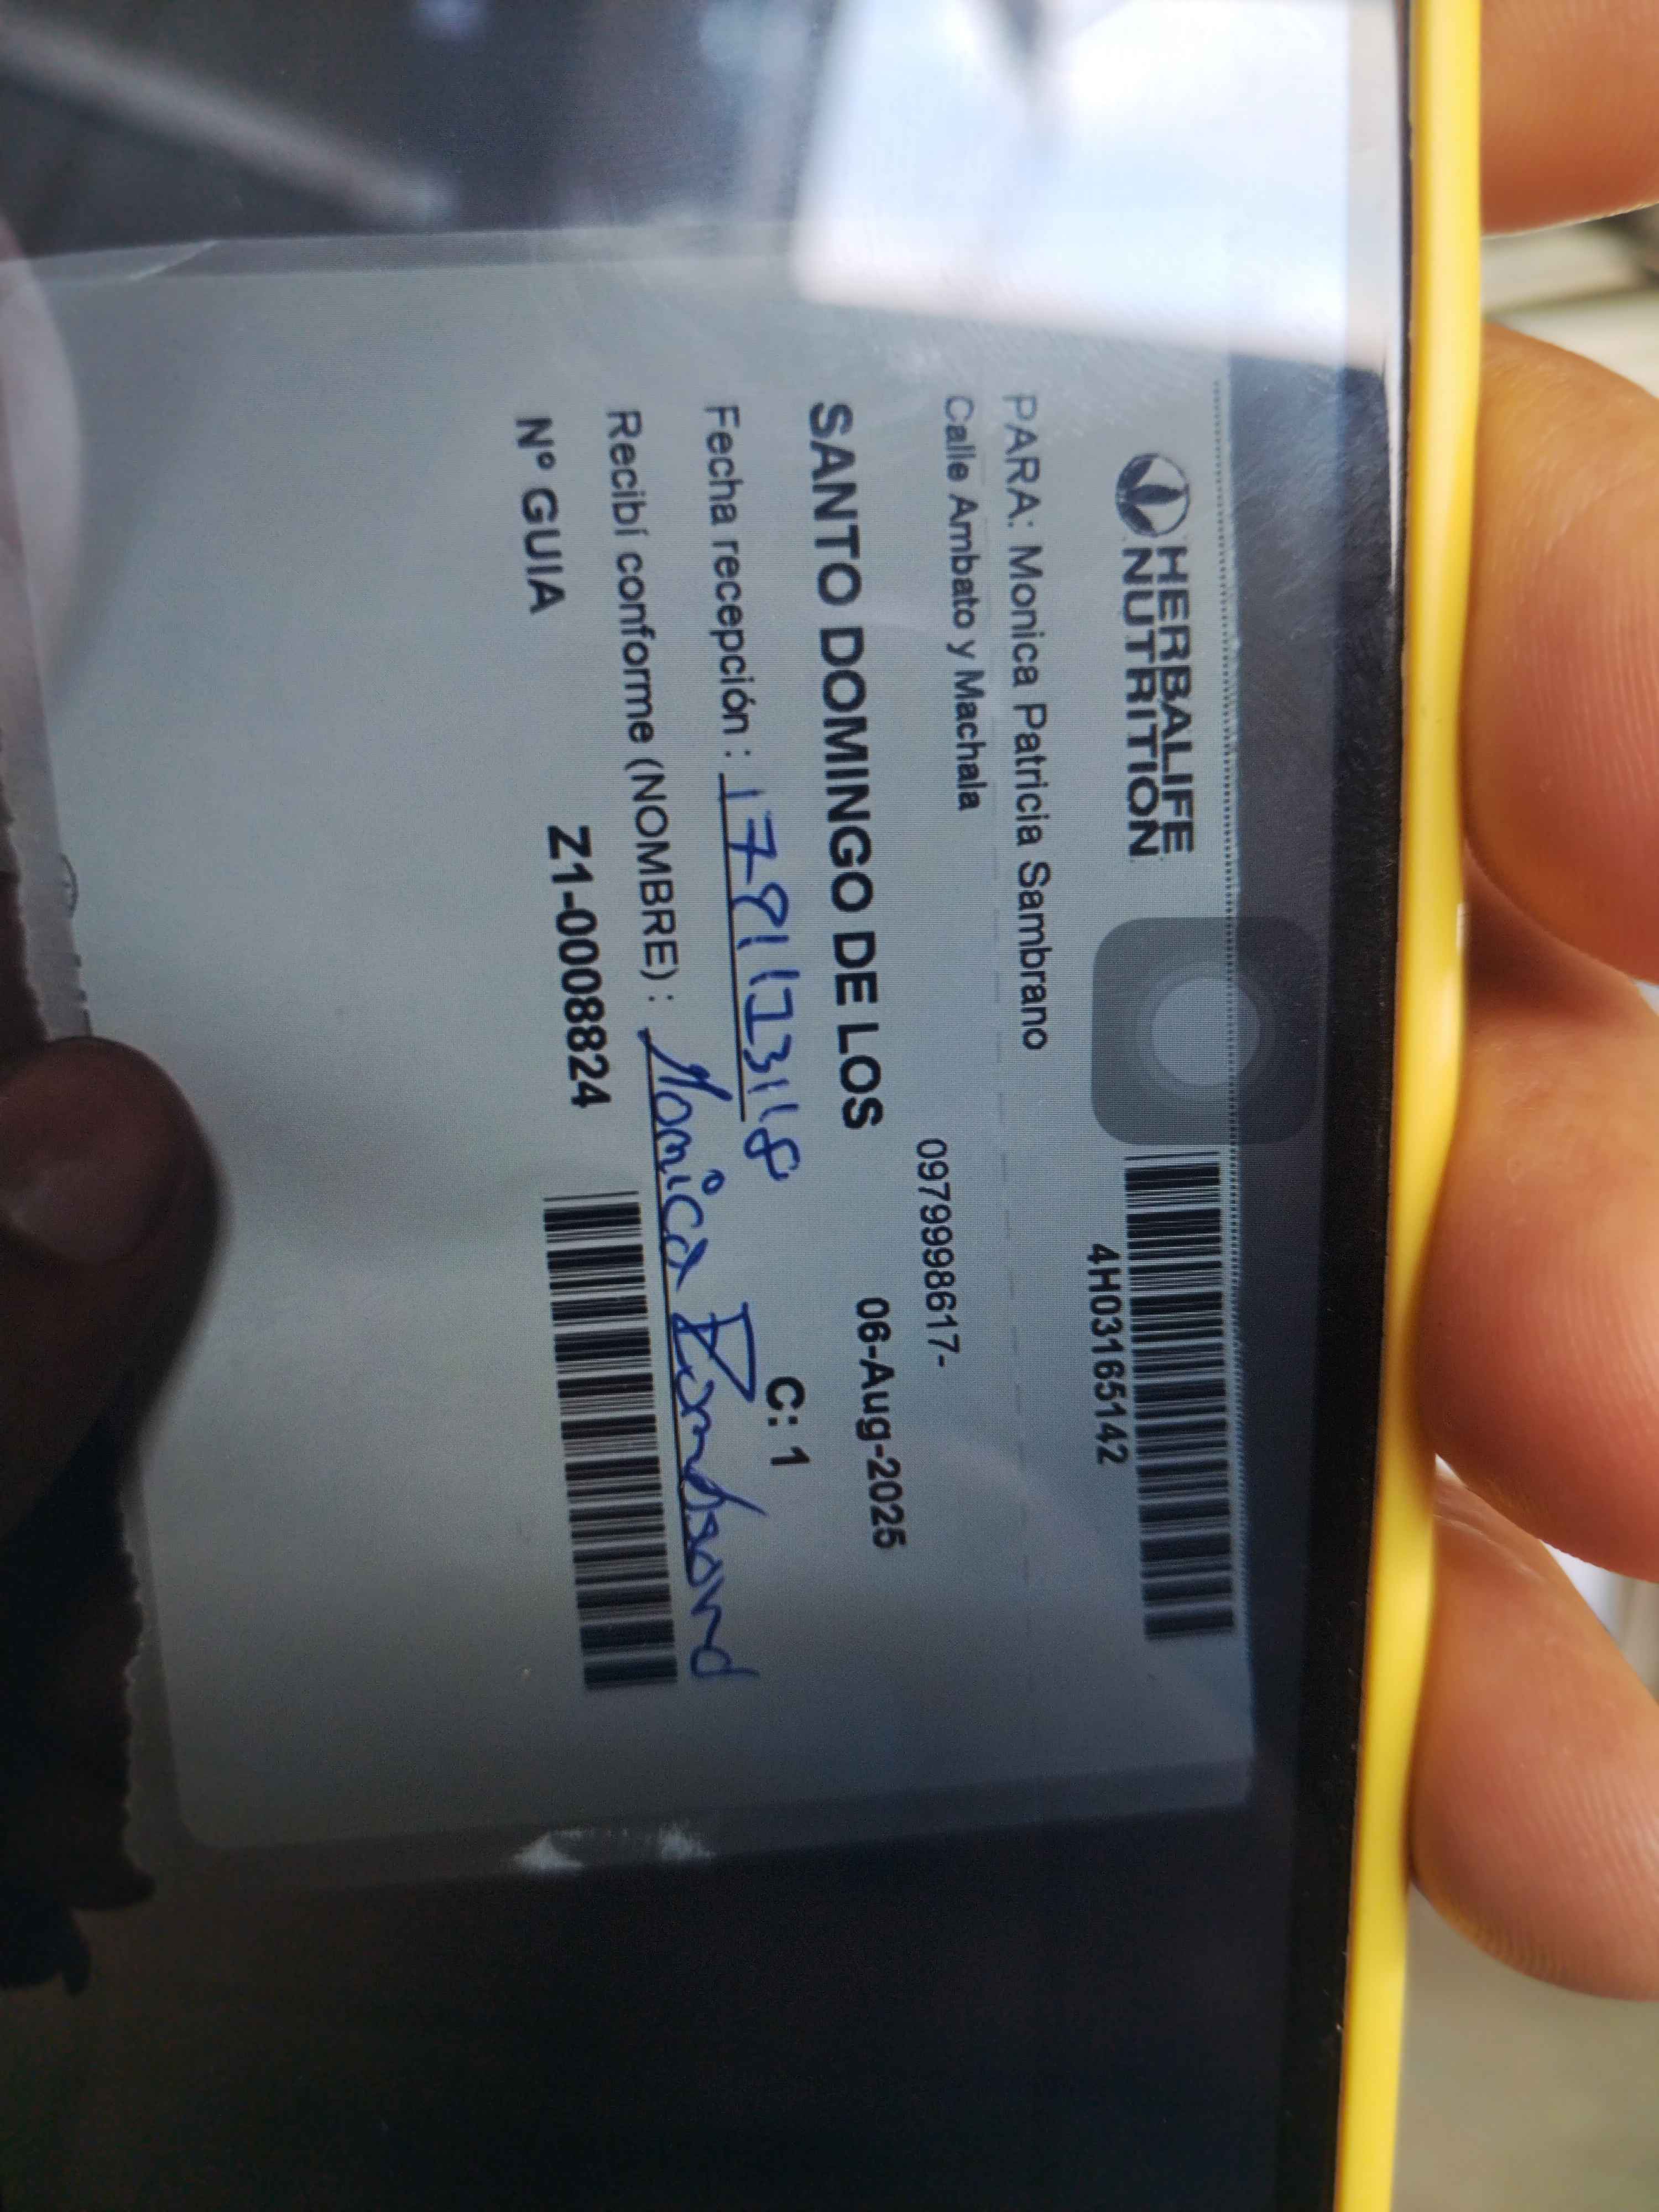 HERBALIFE
NUTRITION
4H03165142
PARA: Monica Patricia Sambrano
Calle Ambato y Machala
0979998617-
SANTO DOMINGO DE LOS
06-Aug-2025
Fecha recepción :
C: 1
Recibí conforme (NOMBRE) : Monica
Nº GUIA
Z1-0008824